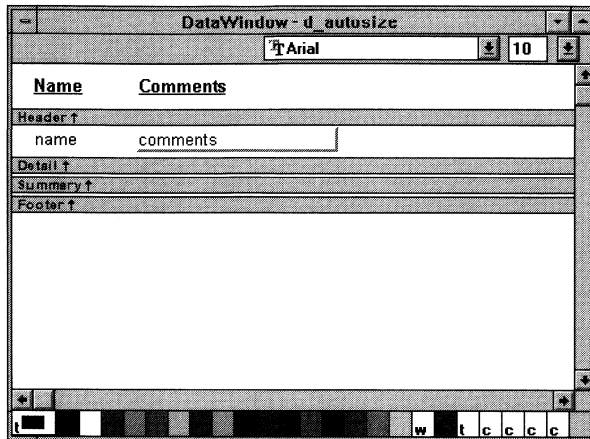 DataWindow - d_autosize
Arial 10
Name Comments
Header ↑
name comments
Detail ↑
Summary ↑
Footer ↑
t w t c c c c